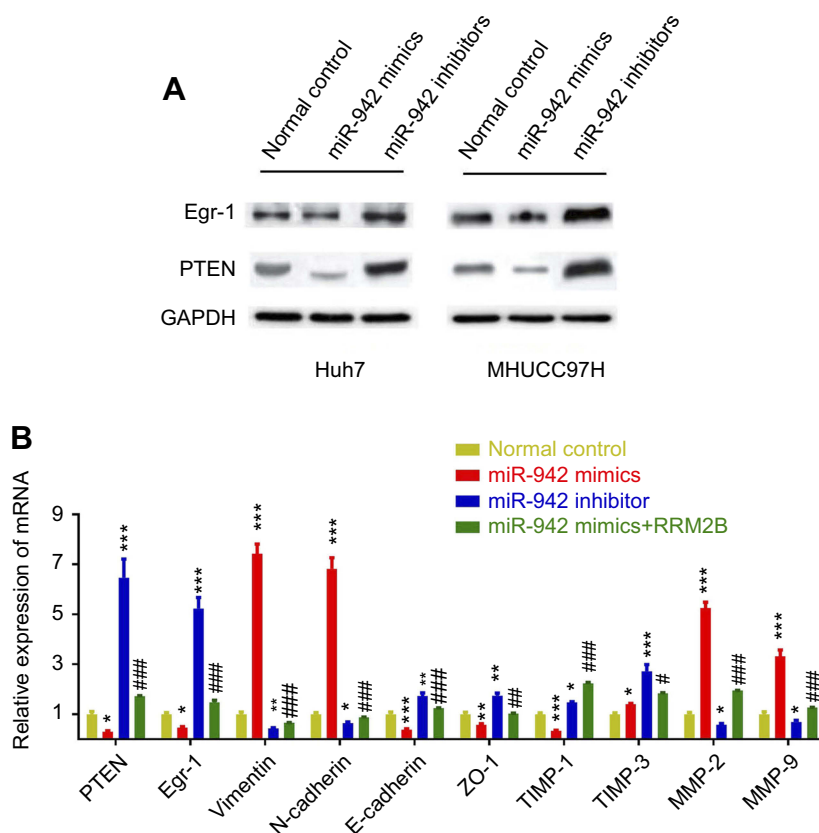 A
Normal control
miR-942 mimics
miR-942 inhibitors
Normal control
miR-942 mimics
miR-942 inhibitors
Egr-1
PTEN
GAPDH
Huh7
MHUCC97H
B
Normal control
miR-942 mimics
miR-942 inhibitor
miR-942 mimics+RRM2B
Relative expression of mRNA
9
7
5
3
1
* *** ###
* *** ###
*** ** ###
*** * ###
*** ** ###
** ** ##
*** * ###
* *** #
*** * ###
*** * ###
PTEN
Egr-1
Vimentin
N-cadherin
E-cadherin
ZO-1
TIMP-1
TIMP-3
MMP-2
MMP-9